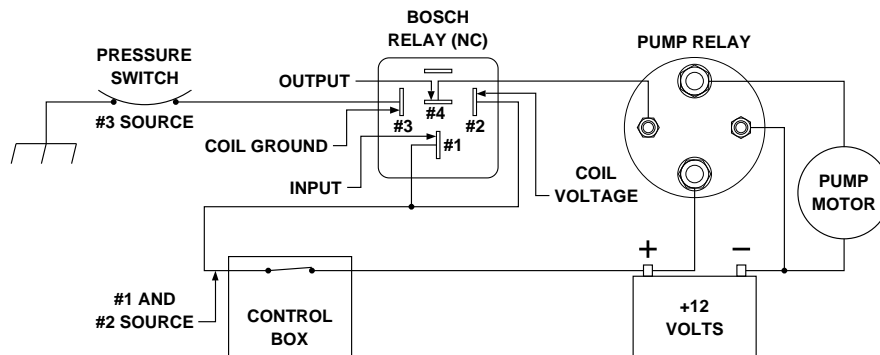 BOSCH
RELAY (NC)
PRESSURE
SWITCH
PUMP RELAY
OUTPUT
#4
#3
#2
#3 SOURCE
#1
COIL GROUND
INPUT
COIL
VOLTAGE
PUMP
MOTOR
+
−
#1 AND
#2 SOURCE
CONTROL
BOX
+12
VOLTS